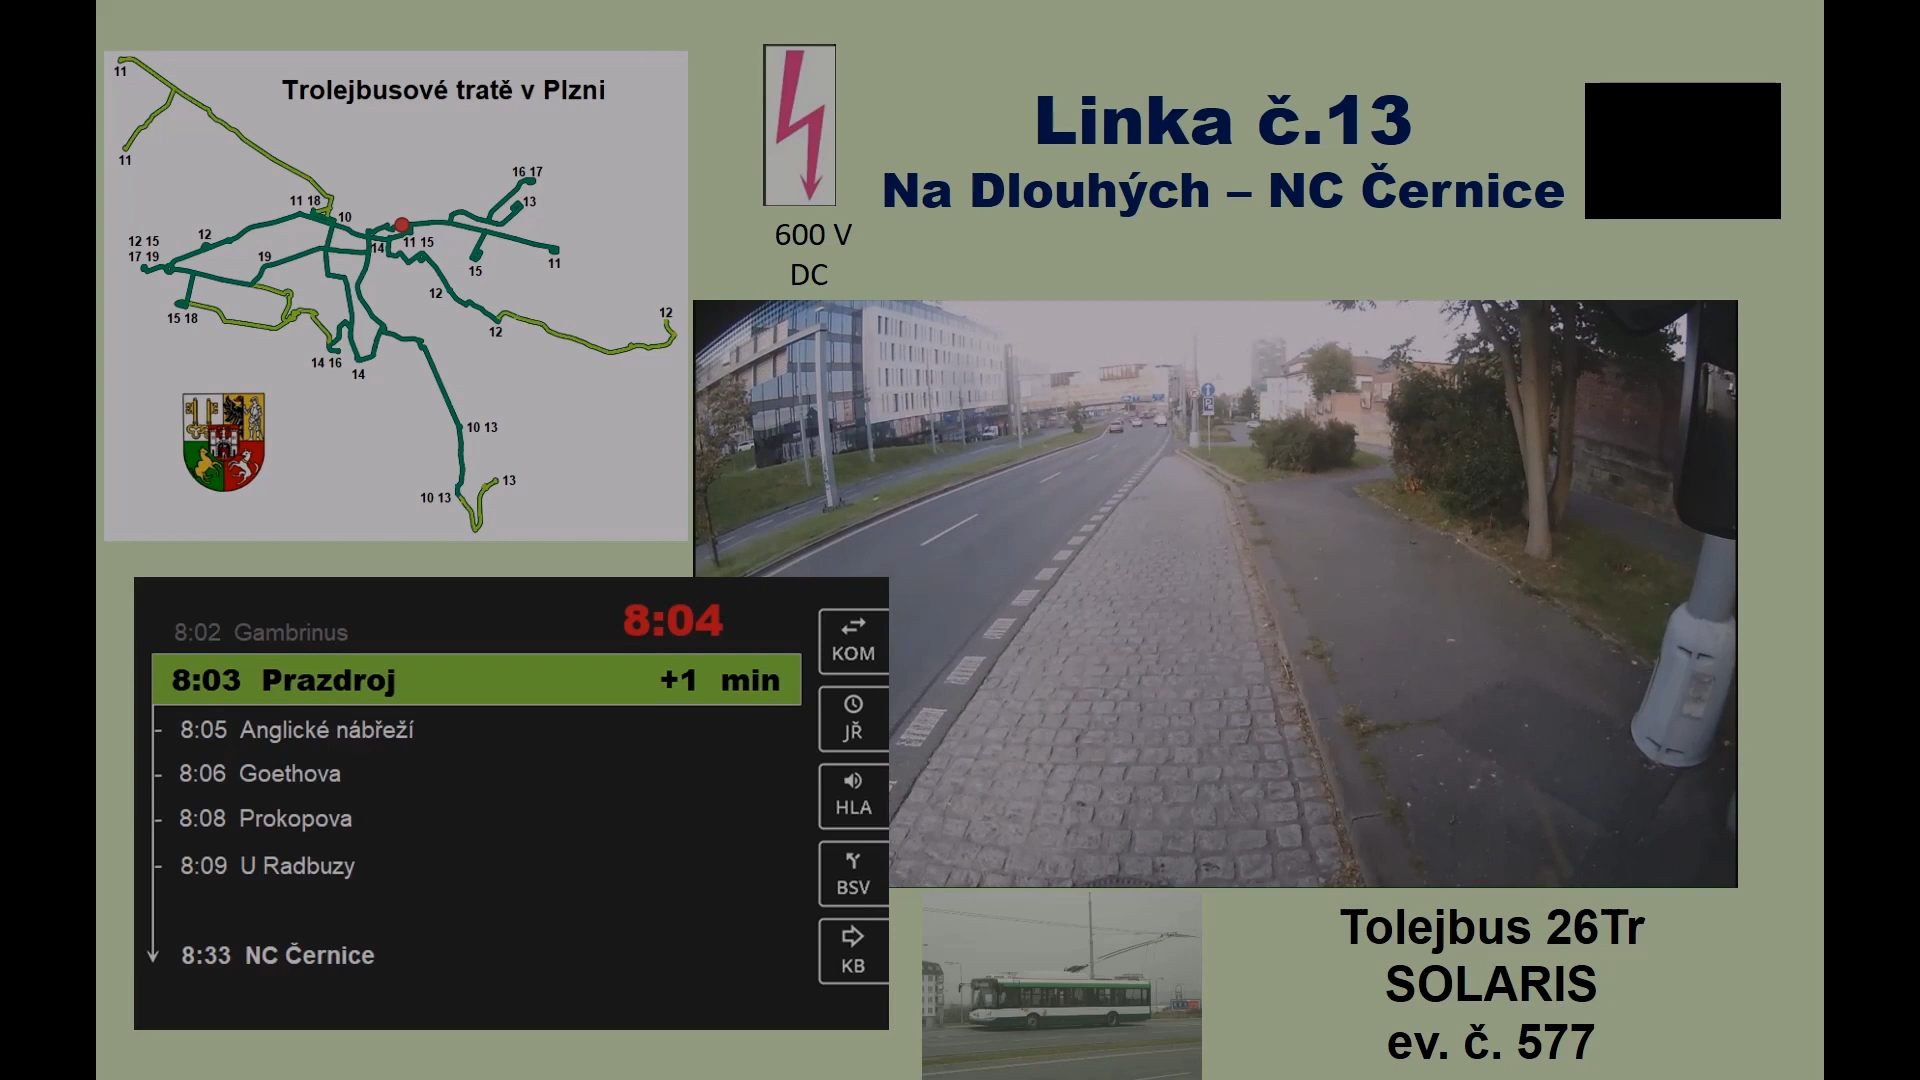 Trolejbusové tratě v Plzni
11
11
11 18
10
16 17
13
12 15
17 19
12
19
14
11 15
15
11
12
12
12
15 18
14 16
14
10 13
10 13
13
600 V
DC
Linka č.13
Na Dlouhých – NC Černice
8:02 Gambrinus
8:04
8:03 Prazdroj +1 min
8:05 Anglické nábřeží
8:06 Goethova
8:08 Prokopova
8:09 U Radbuzy
8:33 NC Černice
KOM
JŘ
HLA
BSV
KB
Tolejbus 26Tr
SOLARIS
ev. č. 577